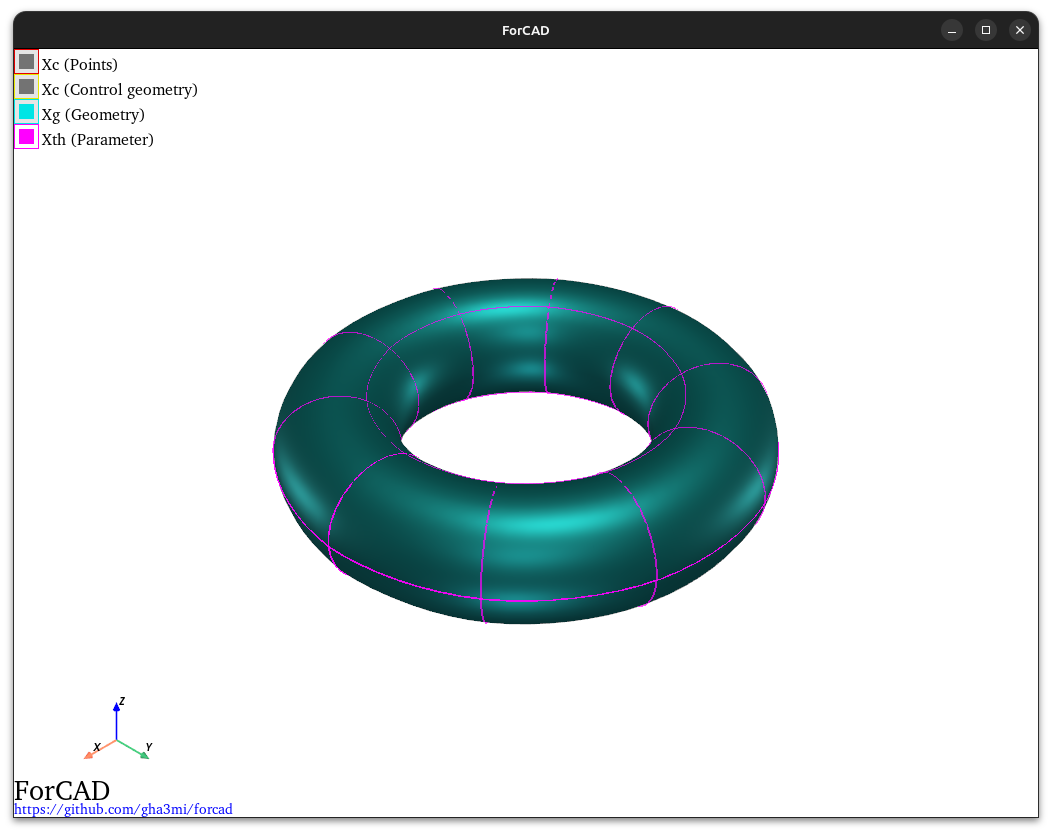 ForCAD
Xc (Points)
Xc (Control geometry)
Xg (Geometry)
Xth (Parameter)
Z
X
Y
ForCAD
https://github.com/gha3mi/forcad